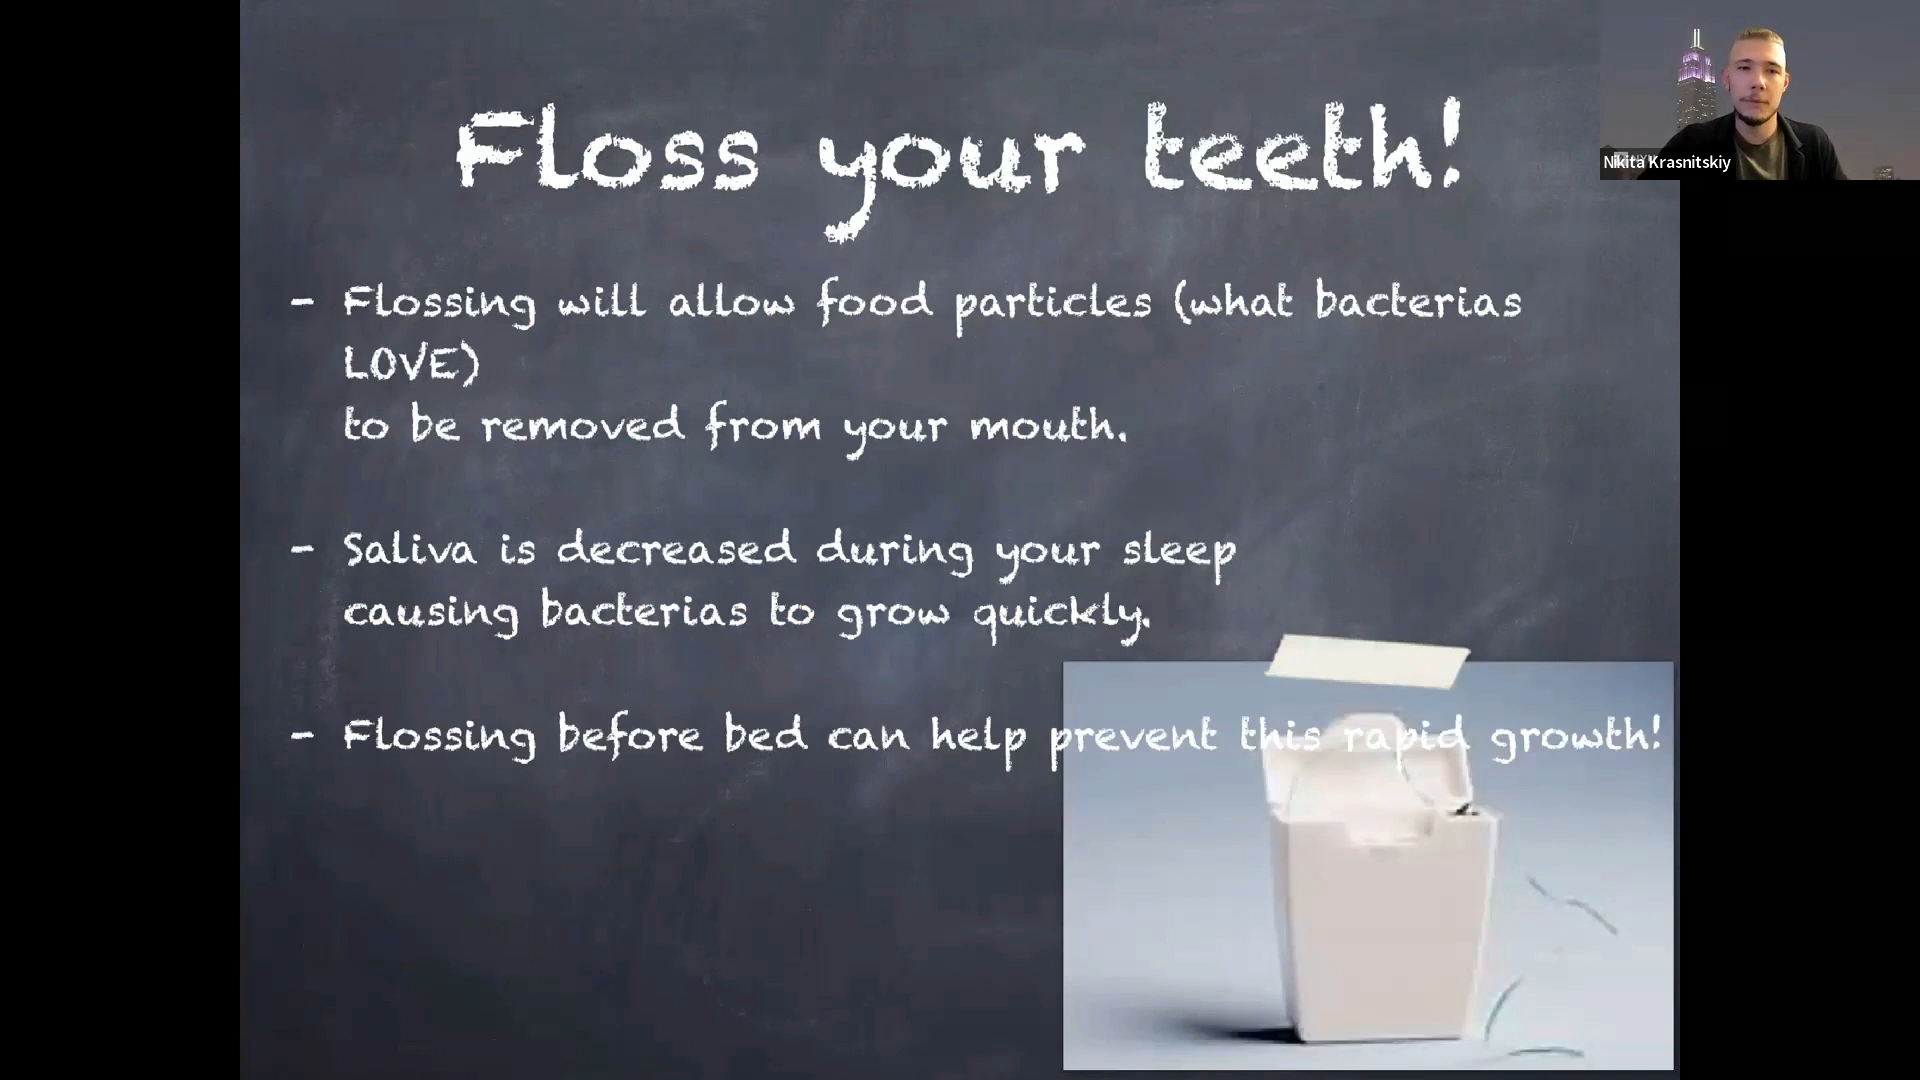 Floss your teeth!
- Flossing will allow food particles (what bacterias
LOVE)
to be removed from your mouth.
- Saliva is decreased during your sleep
causing bacterias to grow quickly.
- Flossing before bed can help prevent this rapid growth!
Nikita Krasnitskiy